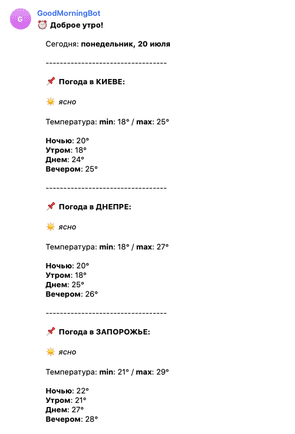 GoodMorningBot
⏰ Доброе утро!
Сегодня: понедельник, 20 июля
----------------------------------
📌 Погода в КИЕВЕ:
☀️ ясно
Температура: min: 18° / max: 25°
Ночью: 20°
Утром: 18°
Днем: 24°
Вечером: 25°
----------------------------------
📌 Погода в ДНЕПРЕ:
☀️ ясно
Температура: min: 18° / max: 27°
Ночью: 20°
Утром: 18°
Днем: 25°
Вечером: 26°
----------------------------------
📌 Погода в ЗАПОРОЖЬЕ:
☀️ ясно
Температура: min: 21° / max: 29°
Ночью: 22°
Утром: 21°
Днем: 27°
Вечером: 28°